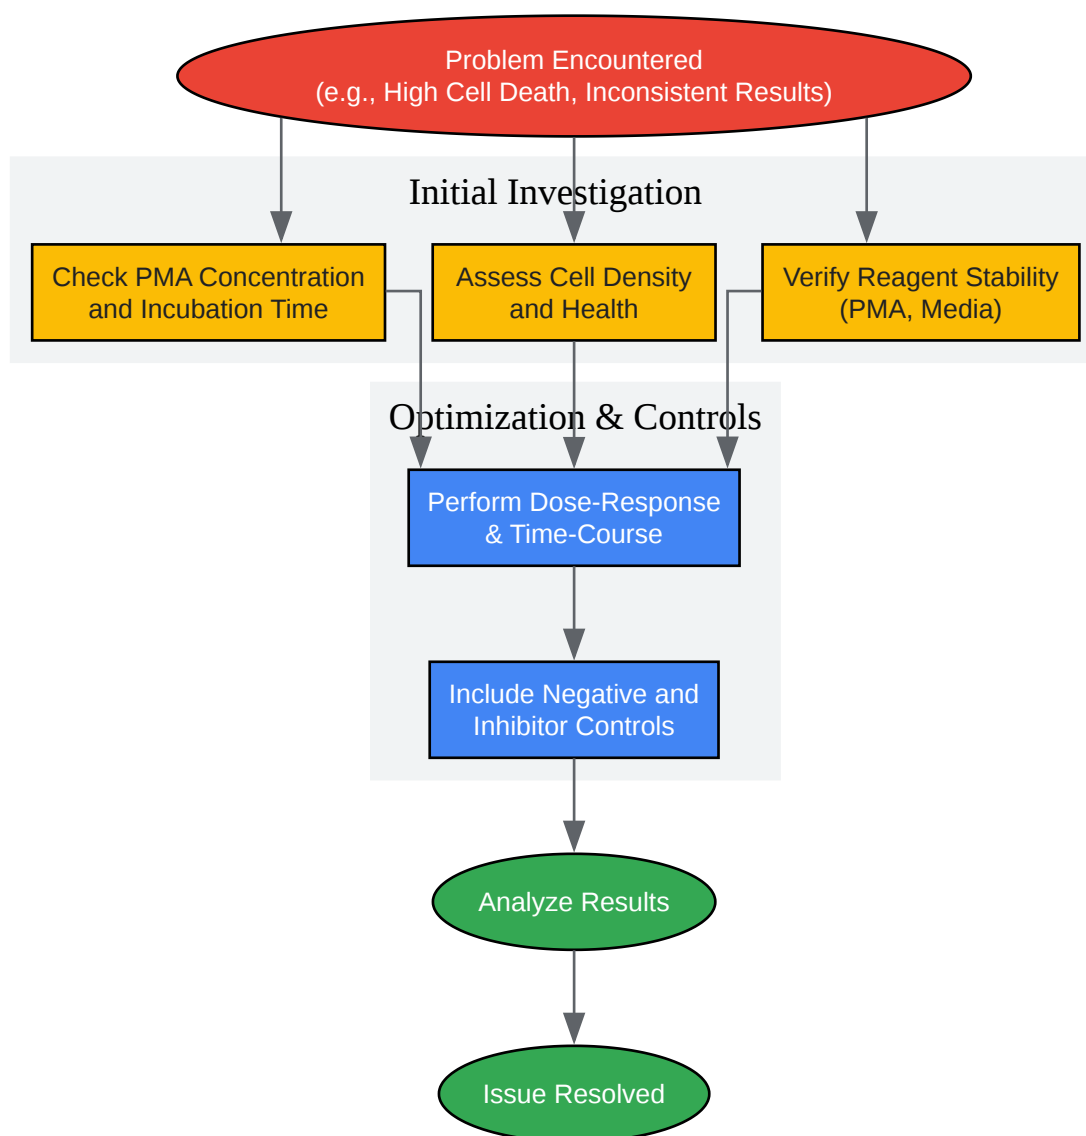 Problem Encountered
(e.g., High Cell Death, Inconsistent Results)
Initial Investigation
Check PMA Concentration
and Incubation Time
Assess Cell Density
and Health
Verify Reagent Stability
(PMA, Media)
Optimization & Controls
Perform Dose-Response
& Time-Course
Include Negative and
Inhibitor Controls
Analyze Results
Issue Resolved